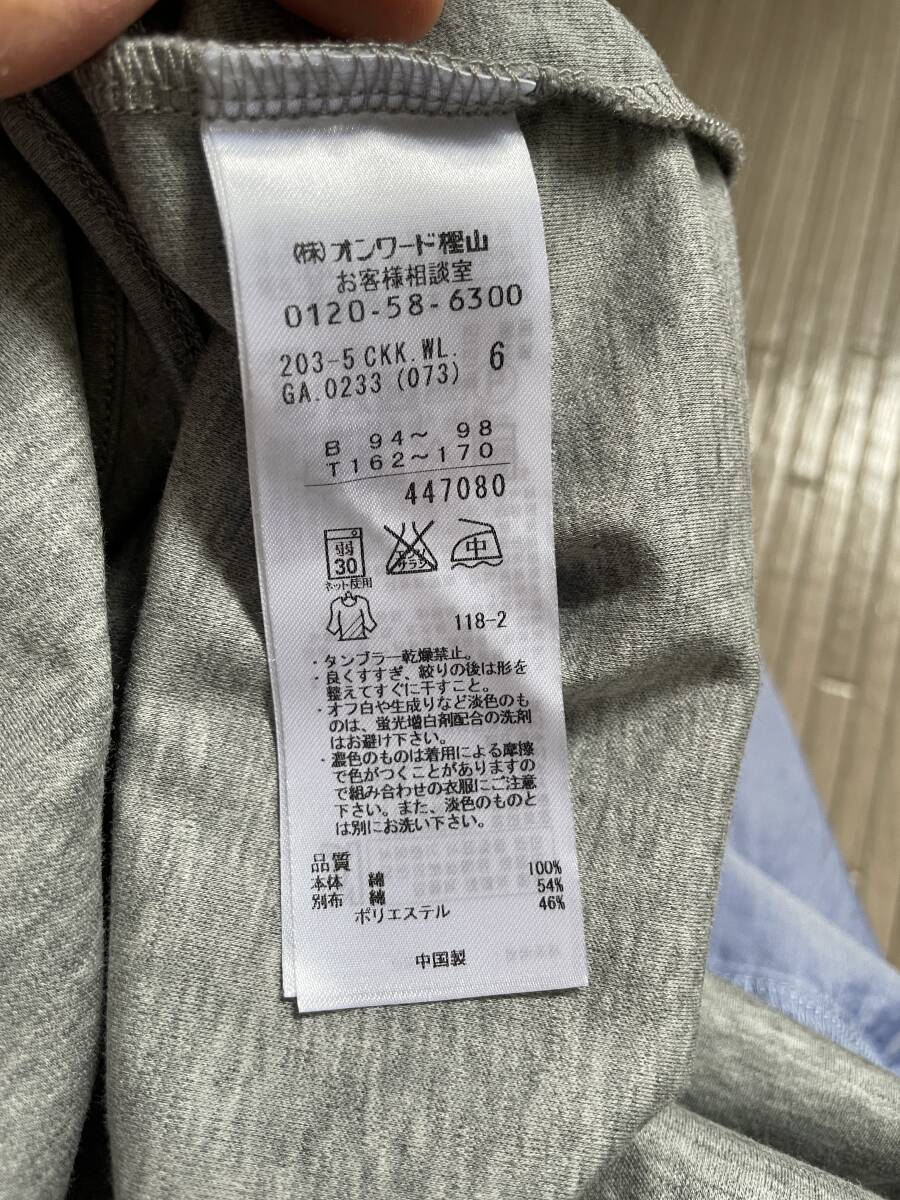 (株)オンワード樫山
お客様相談室
0120-58-6300
203-5 CKK.WL. 6
GA.0233 (073)
B 94～ 98
T 162～170
447080
弱
30
ネット使用
エンソ
サラシ
中
118-2
・タンブラー乾燥禁止。
・良くすすぎ、絞りの後は形を
整えてすぐに干すこと。
・オフ白や生成りなど淡色のも
のは、蛍光増白剤配合の洗剤
はお避け下さい。
・濃色のものは着用による摩擦
で色がつくことがありますの
で組み合わせの衣服にご注意
下さい。また、淡色のものと
は別にお洗い下さい。
品質
本体 綿 100%
別布 綿 54%
ポリエステル 46%
中国製